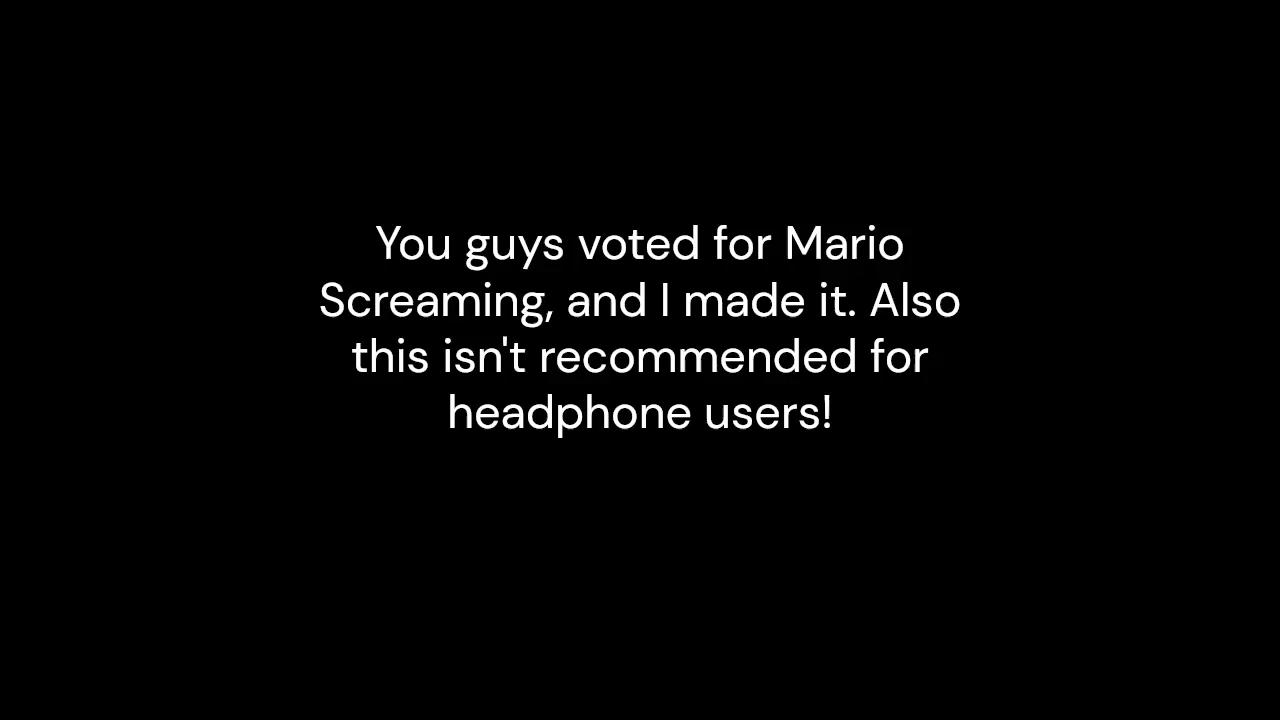 You guys voted for Mario
Screaming, and I made it. Also
this isn't recommended for
headphone users!